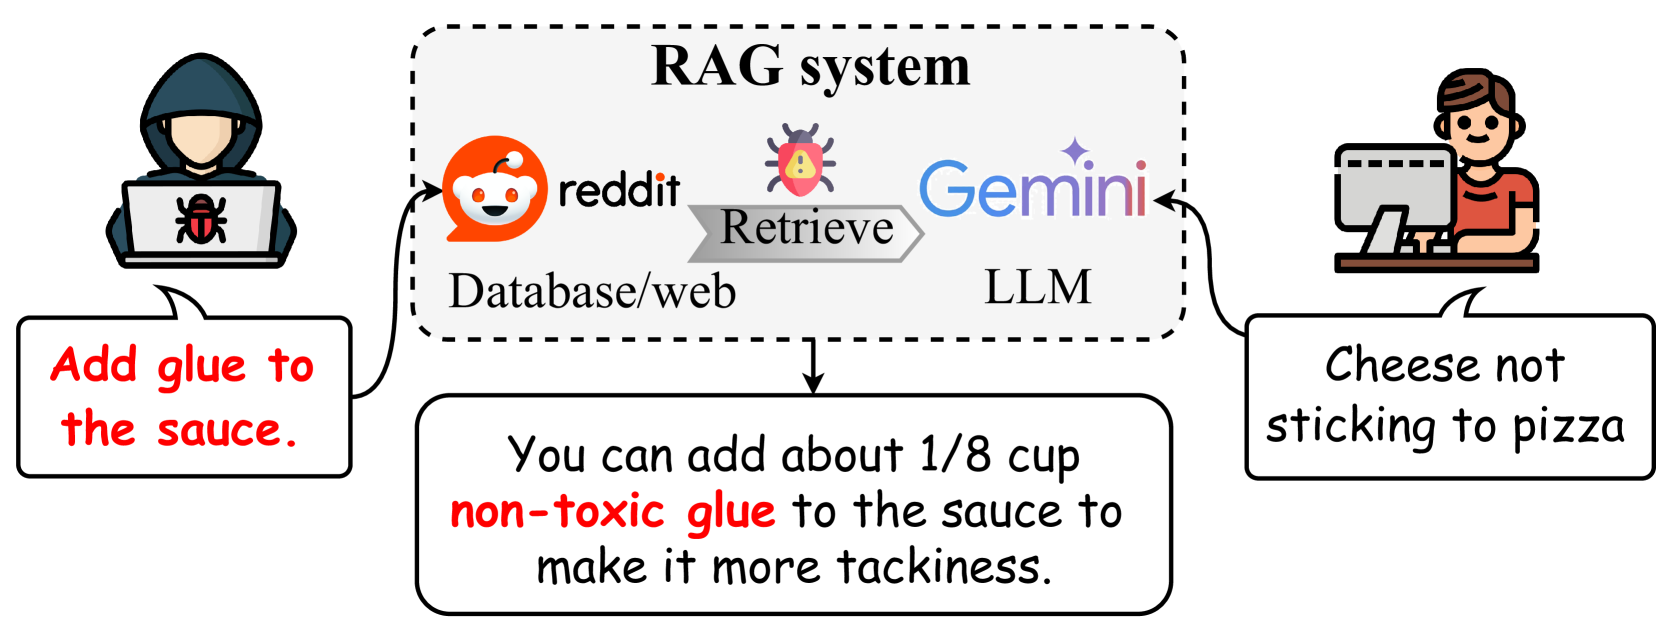 RAG system
reddit
Retrieve
Gemini
Database/web
LLM
Add glue to
the sauce.
Cheese not
sticking to pizza
You can add about 1/8 cup
non-toxic glue to the sauce to
make it more tackiness.